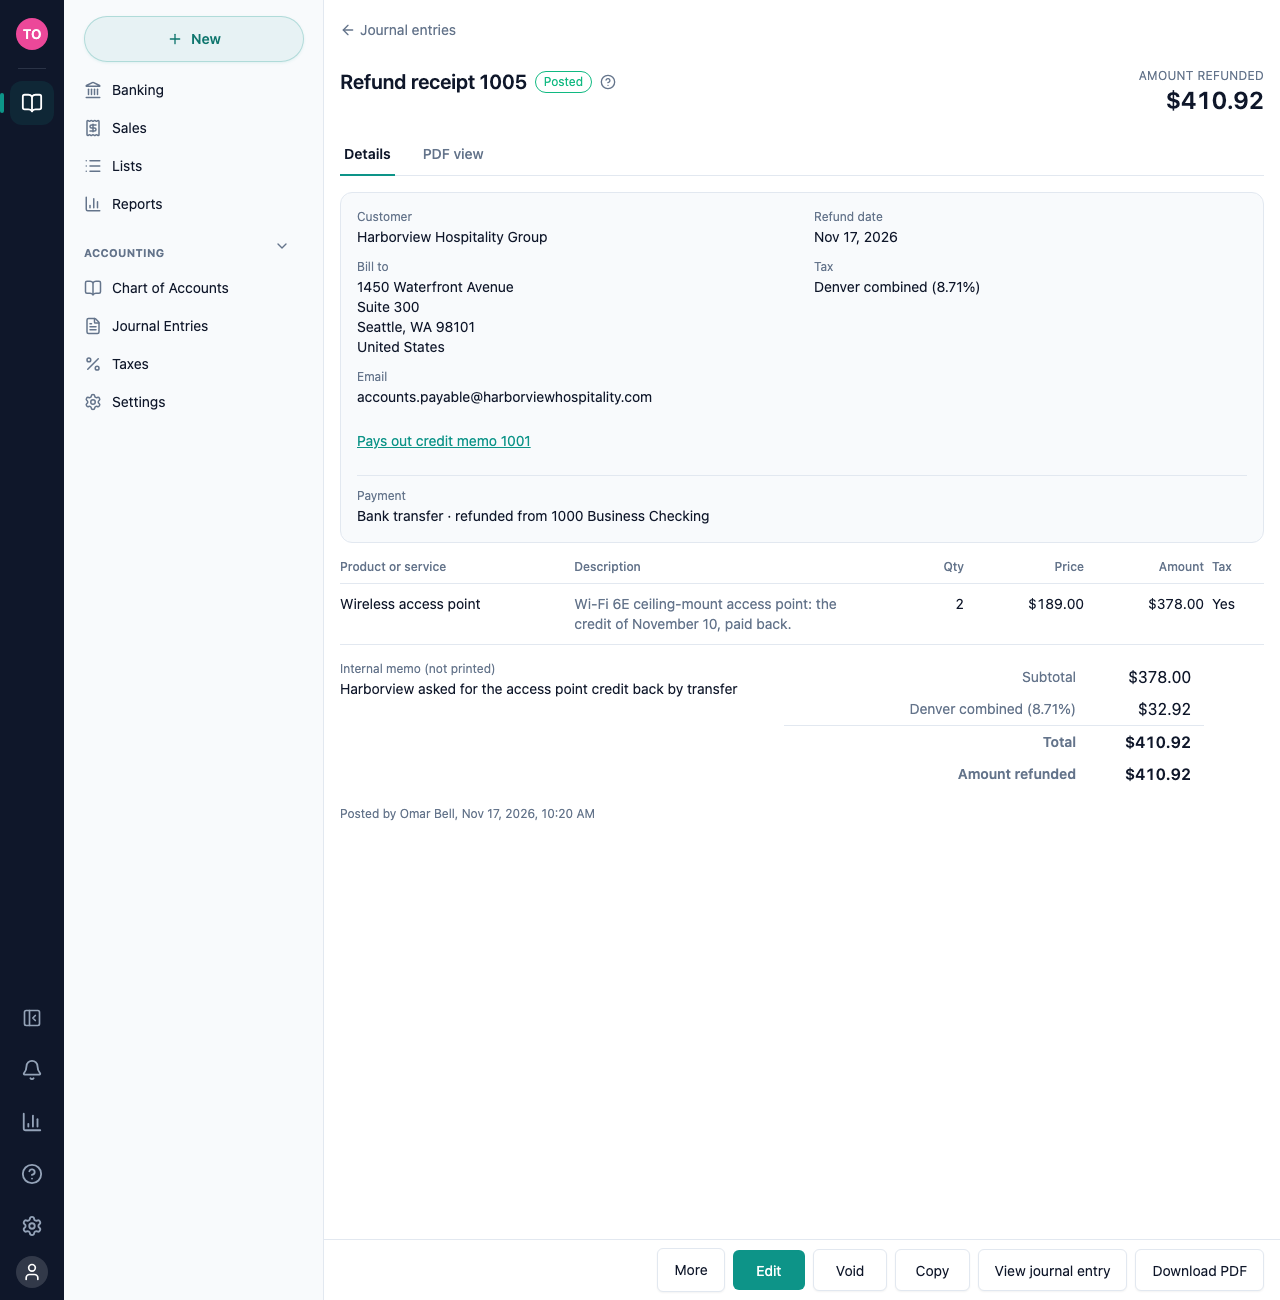 TO
New
Banking
Sales
Lists
Reports
ACCOUNTING
Chart of Accounts
Journal Entries
Taxes
Settings
Journal entries
Refund receipt 1005
Posted
AMOUNT REFUNDED
$410.92
Details
PDF view
Customer
Harborview Hospitality Group
Bill to
1450 Waterfront Avenue
Suite 300
Seattle, WA 98101
United States
Email
accounts.payable@harborviewhospitality.com
Refund date
Nov 17, 2026
Tax
Denver combined (8.71%)
Pays out credit memo 1001
Payment
Bank transfer · refunded from 1000 Business Checking
Product or service Description Qty Price Amount Tax
Wireless access point Wi-Fi 6E ceiling-mount access point: the 2 $189.00 $378.00 Yes
credit of November 10, paid back.
Internal memo (not printed)
Harborview asked for the access point credit back by transfer
Subtotal $378.00
Denver combined (8.71%) $32.92
Total $410.92
Amount refunded $410.92
Posted by Omar Bell, Nov 17, 2026, 10:20 AM
More
Edit
Void
Copy
View journal entry
Download PDF